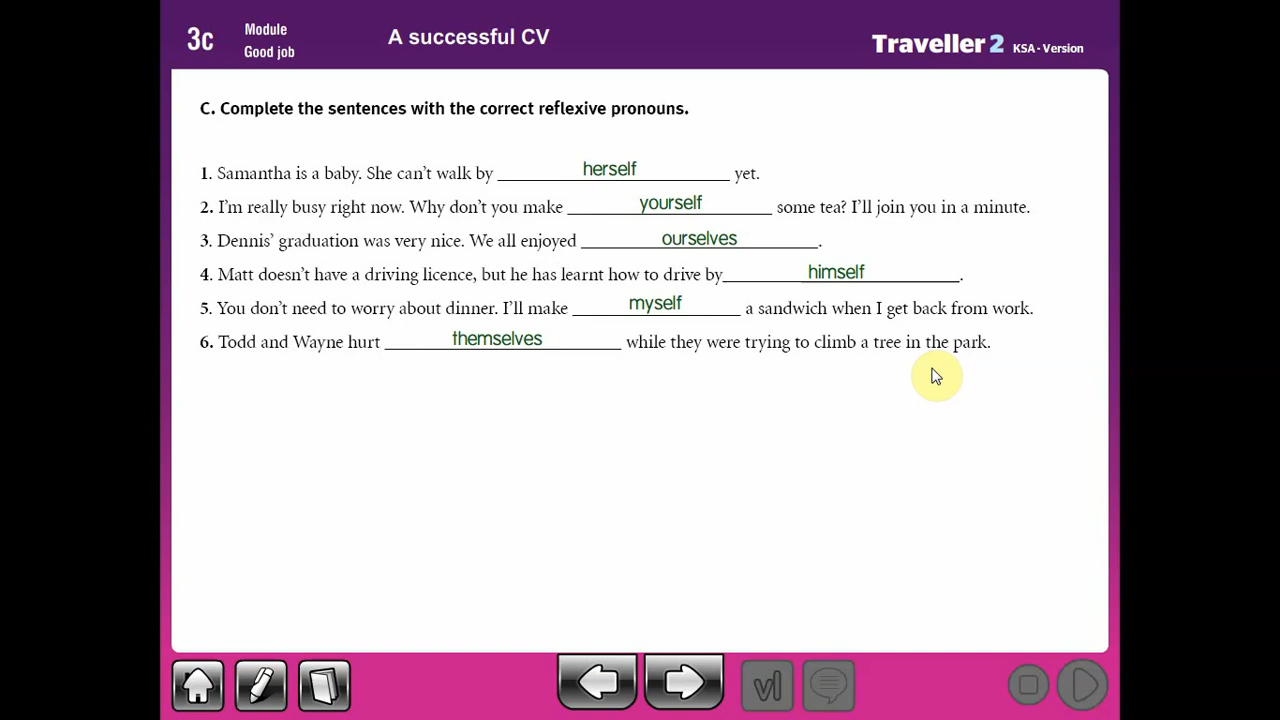 3c Module Good job A successful CV Traveller 2 KSA - Version
C. Complete the sentences with the correct reflexive pronouns.
1. Samantha is a baby. She can't walk by herself yet.
2. I'm really busy right now. Why don't you make yourself some tea? I'll join you in a minute.
3. Dennis' graduation was very nice. We all enjoyed ourselves.
4. Matt doesn't have a driving licence, but he has learnt how to drive by himself.
5. You don't need to worry about dinner. I'll make myself a sandwich when I get back from work.
6. Todd and Wayne hurt themselves while they were trying to climb a tree in the park.
vl